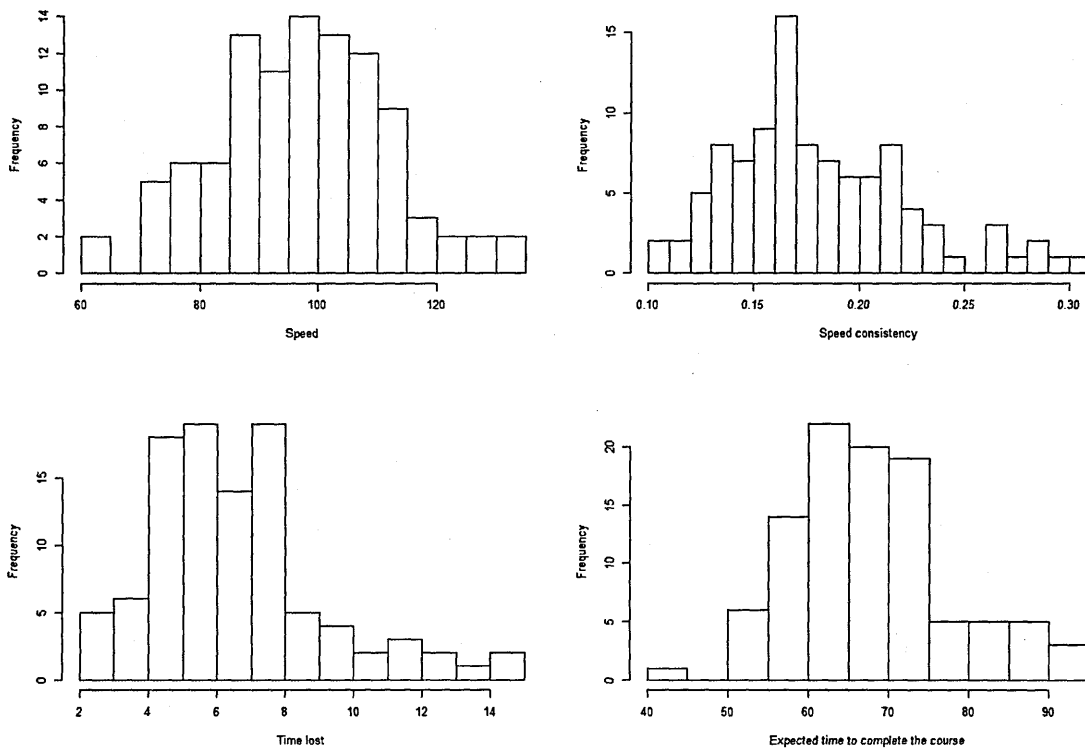 Frequency
14
12
10
8
6
4
2
0
60 80 100 120
Speed
Frequency
15
10
5
0
0.10 0.15 0.20 0.25 0.30
Speed consistency
Frequency
15
10
5
0
2 4 6 8 10 12 14
Time lost
Frequency
20
15
10
5
0
40 50 60 70 80 90
Expected time to complete the course